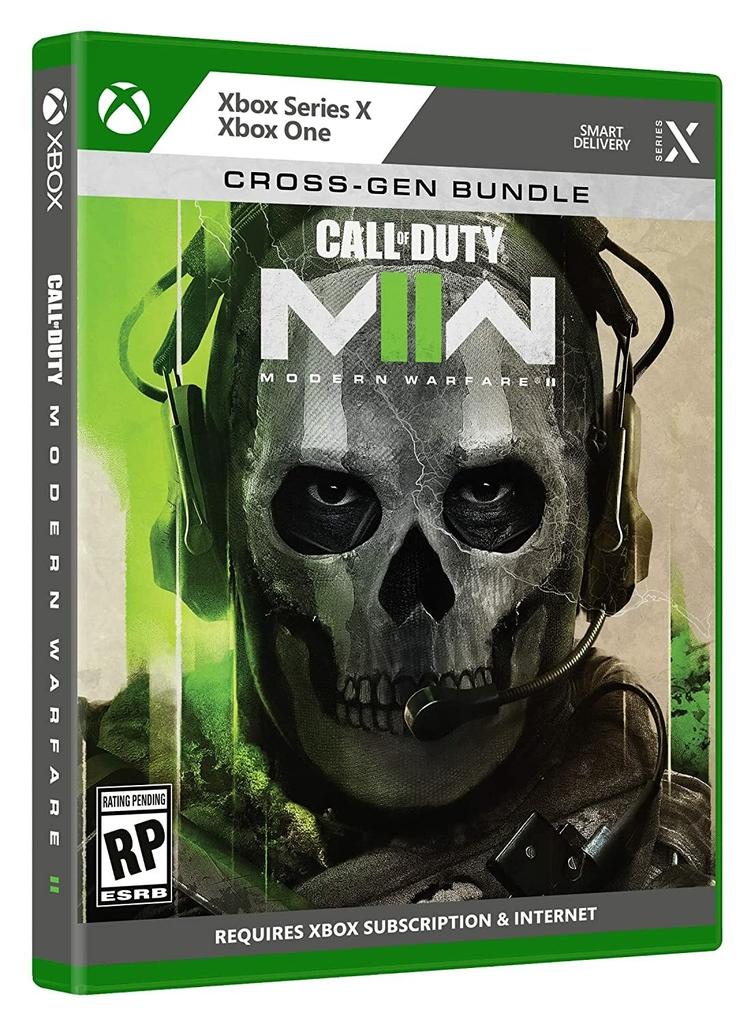 XBOX
CALL OF DUTY MODERN WARFARE II
Xbox Series X
Xbox One
SMART
DELIVERY
SERIES X
CROSS-GEN BUNDLE
CALL OF DUTY®
MIIW
MODERN WARFARE® II
RATING PENDING
RP
ESRB
REQUIRES XBOX SUBSCRIPTION & INTERNET